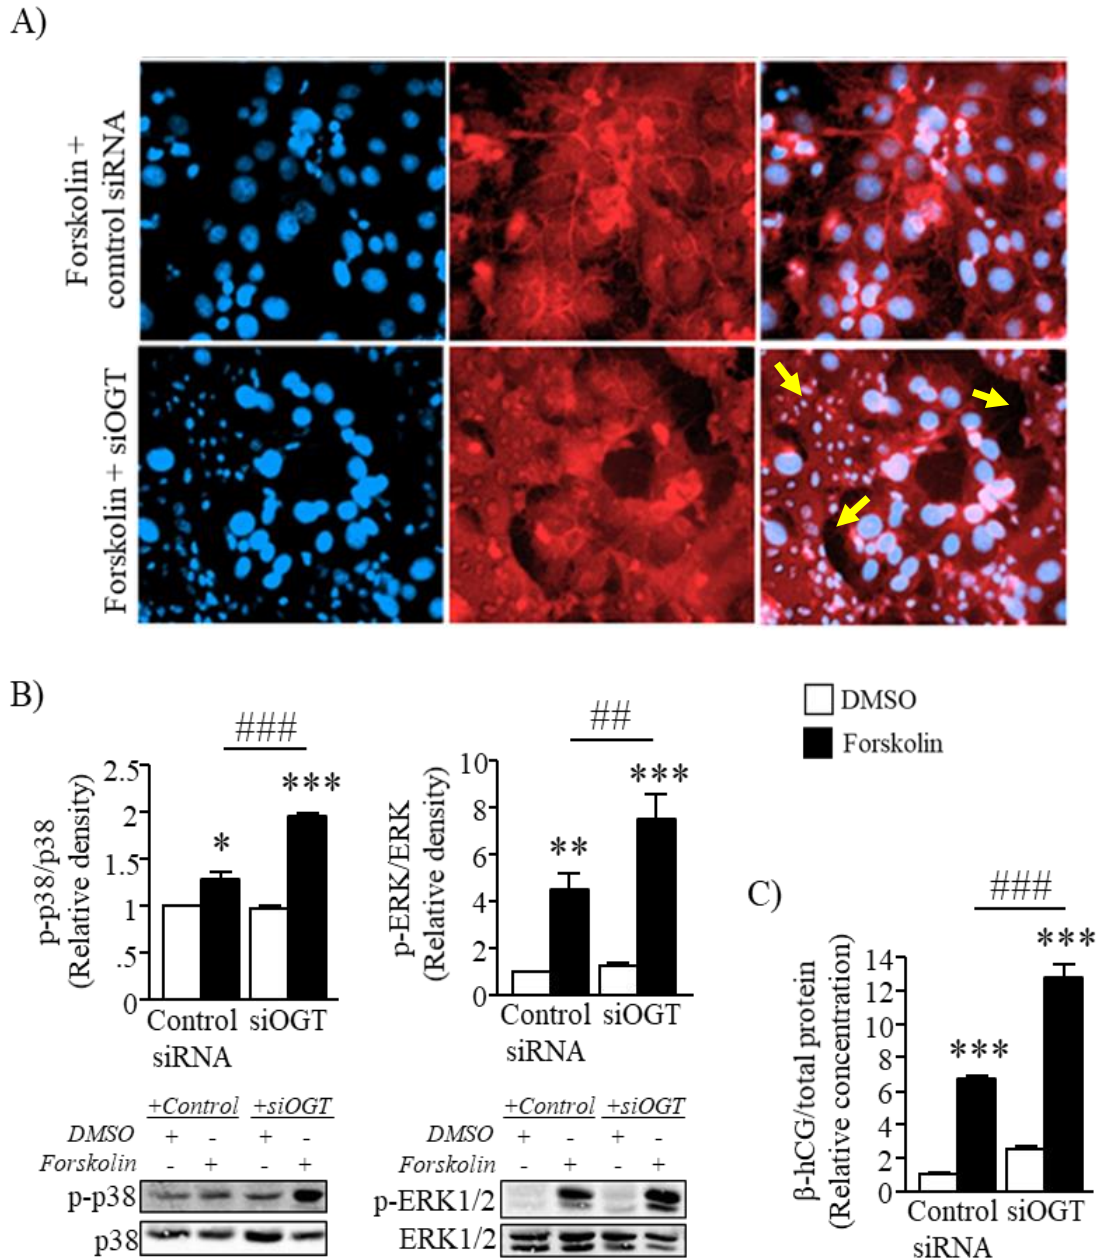 A)
Forskolin +
comtrol siRNA
Forskolin + siOGT
B)
DMSO
Forskolin
###
2.5
2
1.5
1
.5
0
***
*
p-p38/p38
(Relative density)
Control
siRNA
siOGT
##
10
8
6
4
2
0
***
**
p-ERK/ERK
(Relative density)
Control
siRNA
siOGT
C)
###
14
12
10
8
6
4
2
0
***
***
β-hCG/total protein
(Relative concentration)
Control
siRNA
siOGT
+Control +siOGT
DMSO + - + -
Forskolin - + - +
p-p38
p38
+Control +siOGT
DMSO + - + -
Forskolin - + - +
p-ERK1/2
ERK1/2